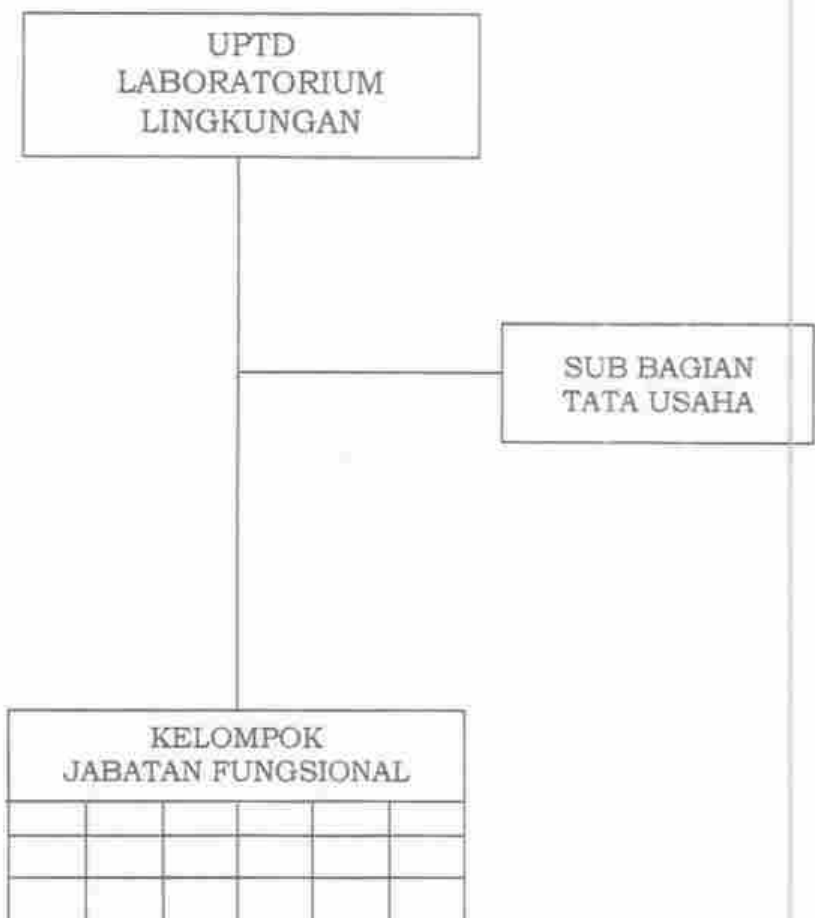 UPTD
LABORATORIUM
LINGKUNGAN
SUB BAGIAN
TATA USAHA
KELOMPOK
JABATAN FUNGSIONAL